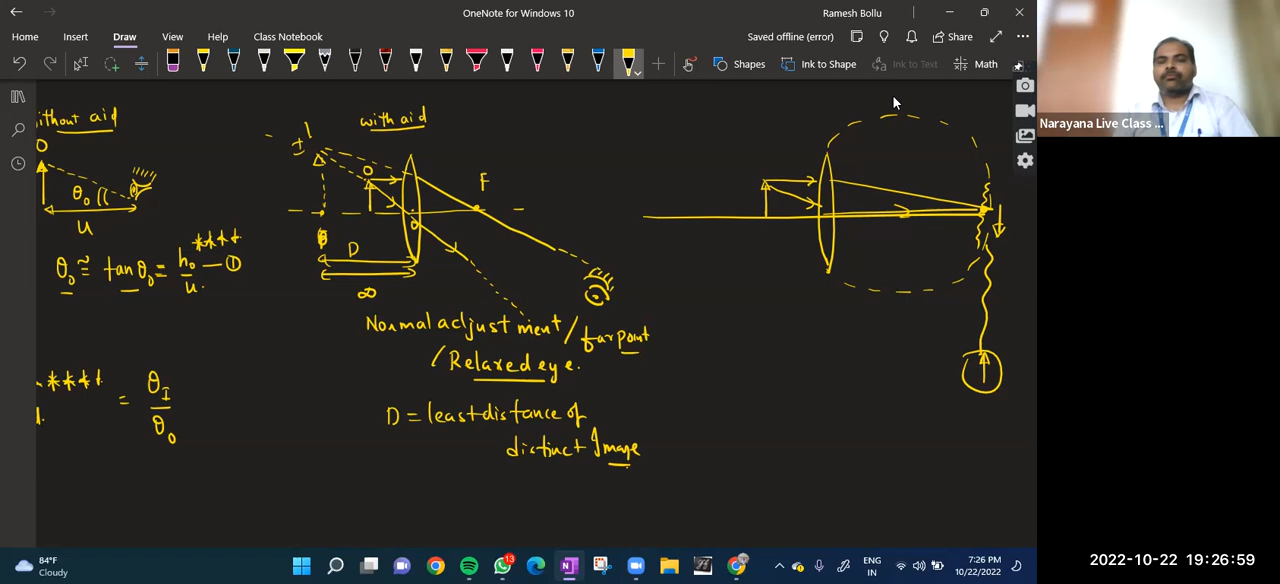 OneNote for Windows 10
Ramesh Bollu
Home Insert Draw View Help Class Notebook
Saved offline (error)
Share
Shapes
Ink to Shape
Ink to Text
Math
Narayana Live Class ...
ithout aid
with aid
I
O
O
F
θ₀
u
D
∞
θ₀ ≅ tan θ₀ = h₀/u. — ①
****
Normal adjustment / far point
/ Relaxed eye.
****
= θ_I / θ₀
D = least distance of
distinct Image
84°F
Cloudy
13
ENG
IN
7:26 PM
10/22/2022
2022-10-22 19:26:59